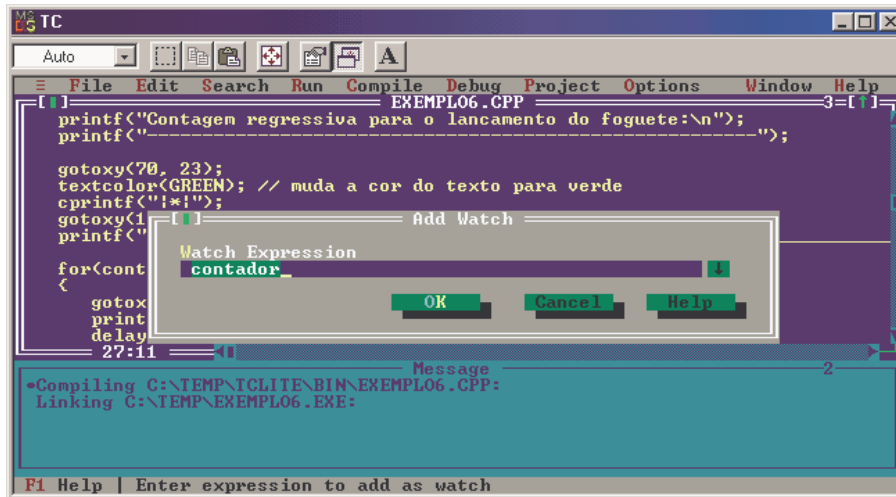 MS DOS TC
Auto A
≡ File Edit Search Run Compile Debug Project Options Window Help
[▮] EXEMPLO6.CPP 3=[↑]
printf("Contagem regressiva para o lancamento do foguete:\n");
printf("--------------------------------------------------------");
gotoxy(70, 23);
textcolor(GREEN); // muda a cor do texto para verde
cprintf("|*|");
gotoxy(1
printf("
for(cont
{
gotox
print
delay
[▮] Add Watch
Watch Expression
contador_
OK Cancel Help
27:11
Message 2
•Compiling C:\TEMP\TCLITE\BIN\EXEMPLO6.CPP:
Linking C:\TEMP\EXEMPLO6.EXE:
F1 Help | Enter expression to add as watch